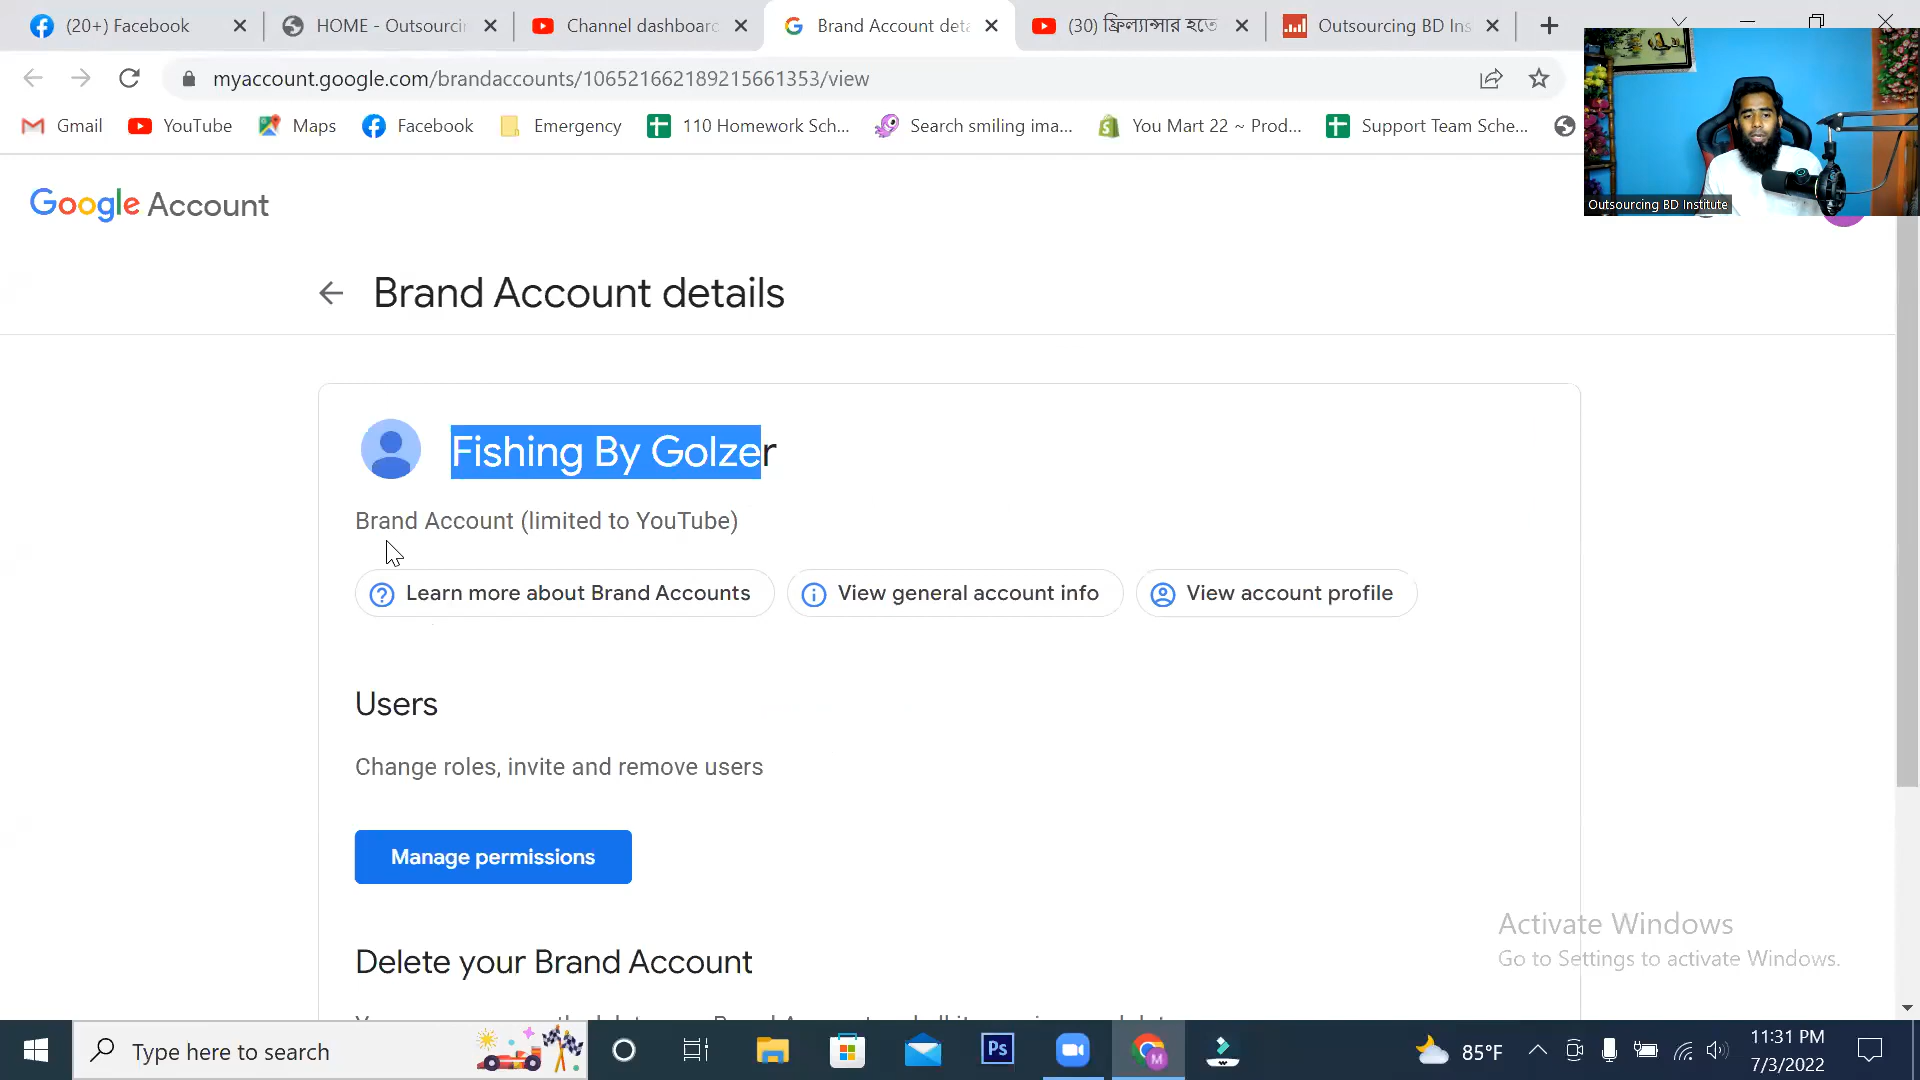 (20+) Facebook
HOME - Outsourcin
Channel dashboard
Brand Account deta
(30) ফ্রিল্যান্সার হতে
Outsourcing BD Ins
myaccount.google.com/brandaccounts/106521662189215661353/view
Gmail
YouTube
Maps
Facebook
Emergency
110 Homework Sch...
Search smiling ima...
You Mart 22 ~ Prod...
Support Team Sche...
Outsourcing BD Institute
Google Account
Brand Account details
Fishing By Golzer
Brand Account (limited to YouTube)
Learn more about Brand Accounts
View general account info
View account profile
Users
Change roles, invite and remove users
Manage permissions
Delete your Brand Account
Activate Windows
Go to Settings to activate Windows.
Type here to search
Ps
M
85°F
11:31 PM
7/3/2022